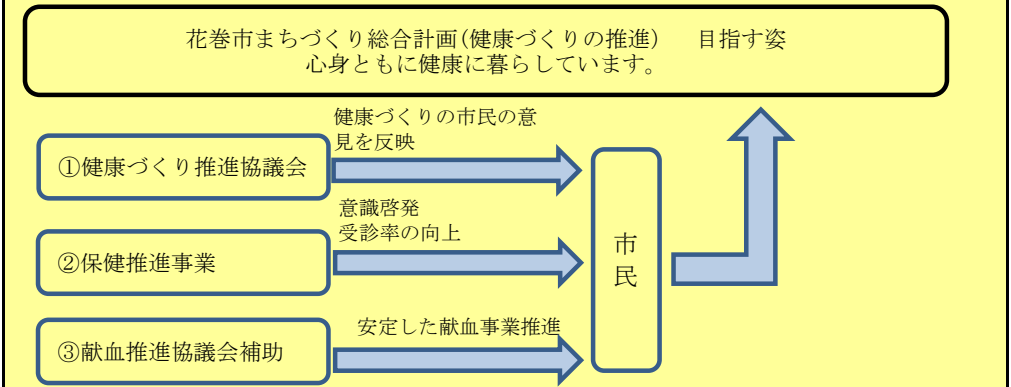 花巻市まちづくり総合計画(健康づくりの推進)　目指す姿
心身ともに健康に暮らしています。
健康づくりの市民の意
見を反映
①健康づくり推進協議会
意識啓発
受診率の向上
②保健推進事業
市
民
安定した献血事業推進
③献血推進協議会補助